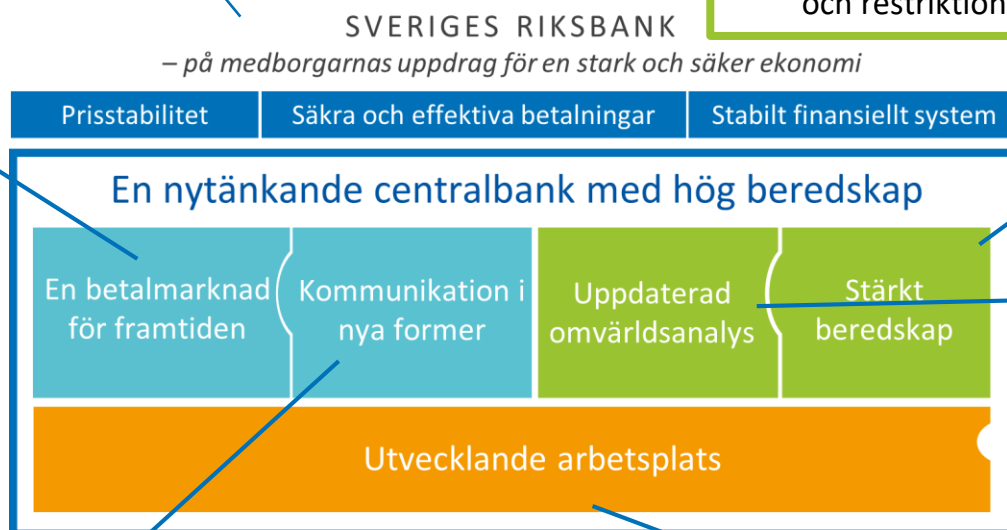 och restriktion
SVERIGES RIKSBANK
– på medborgarnas uppdrag för en stark och säker ekonomi
Prisstabilitet
Säkra och effektiva betalningar
Stabilt finansiellt system
En nytänkande centralbank med hög beredskap
En betalmarknad
för framtiden
Kommunikation i
nya former
Uppdaterad
omvärldsanalys
Stärkt
beredskap
Utvecklande arbetsplats